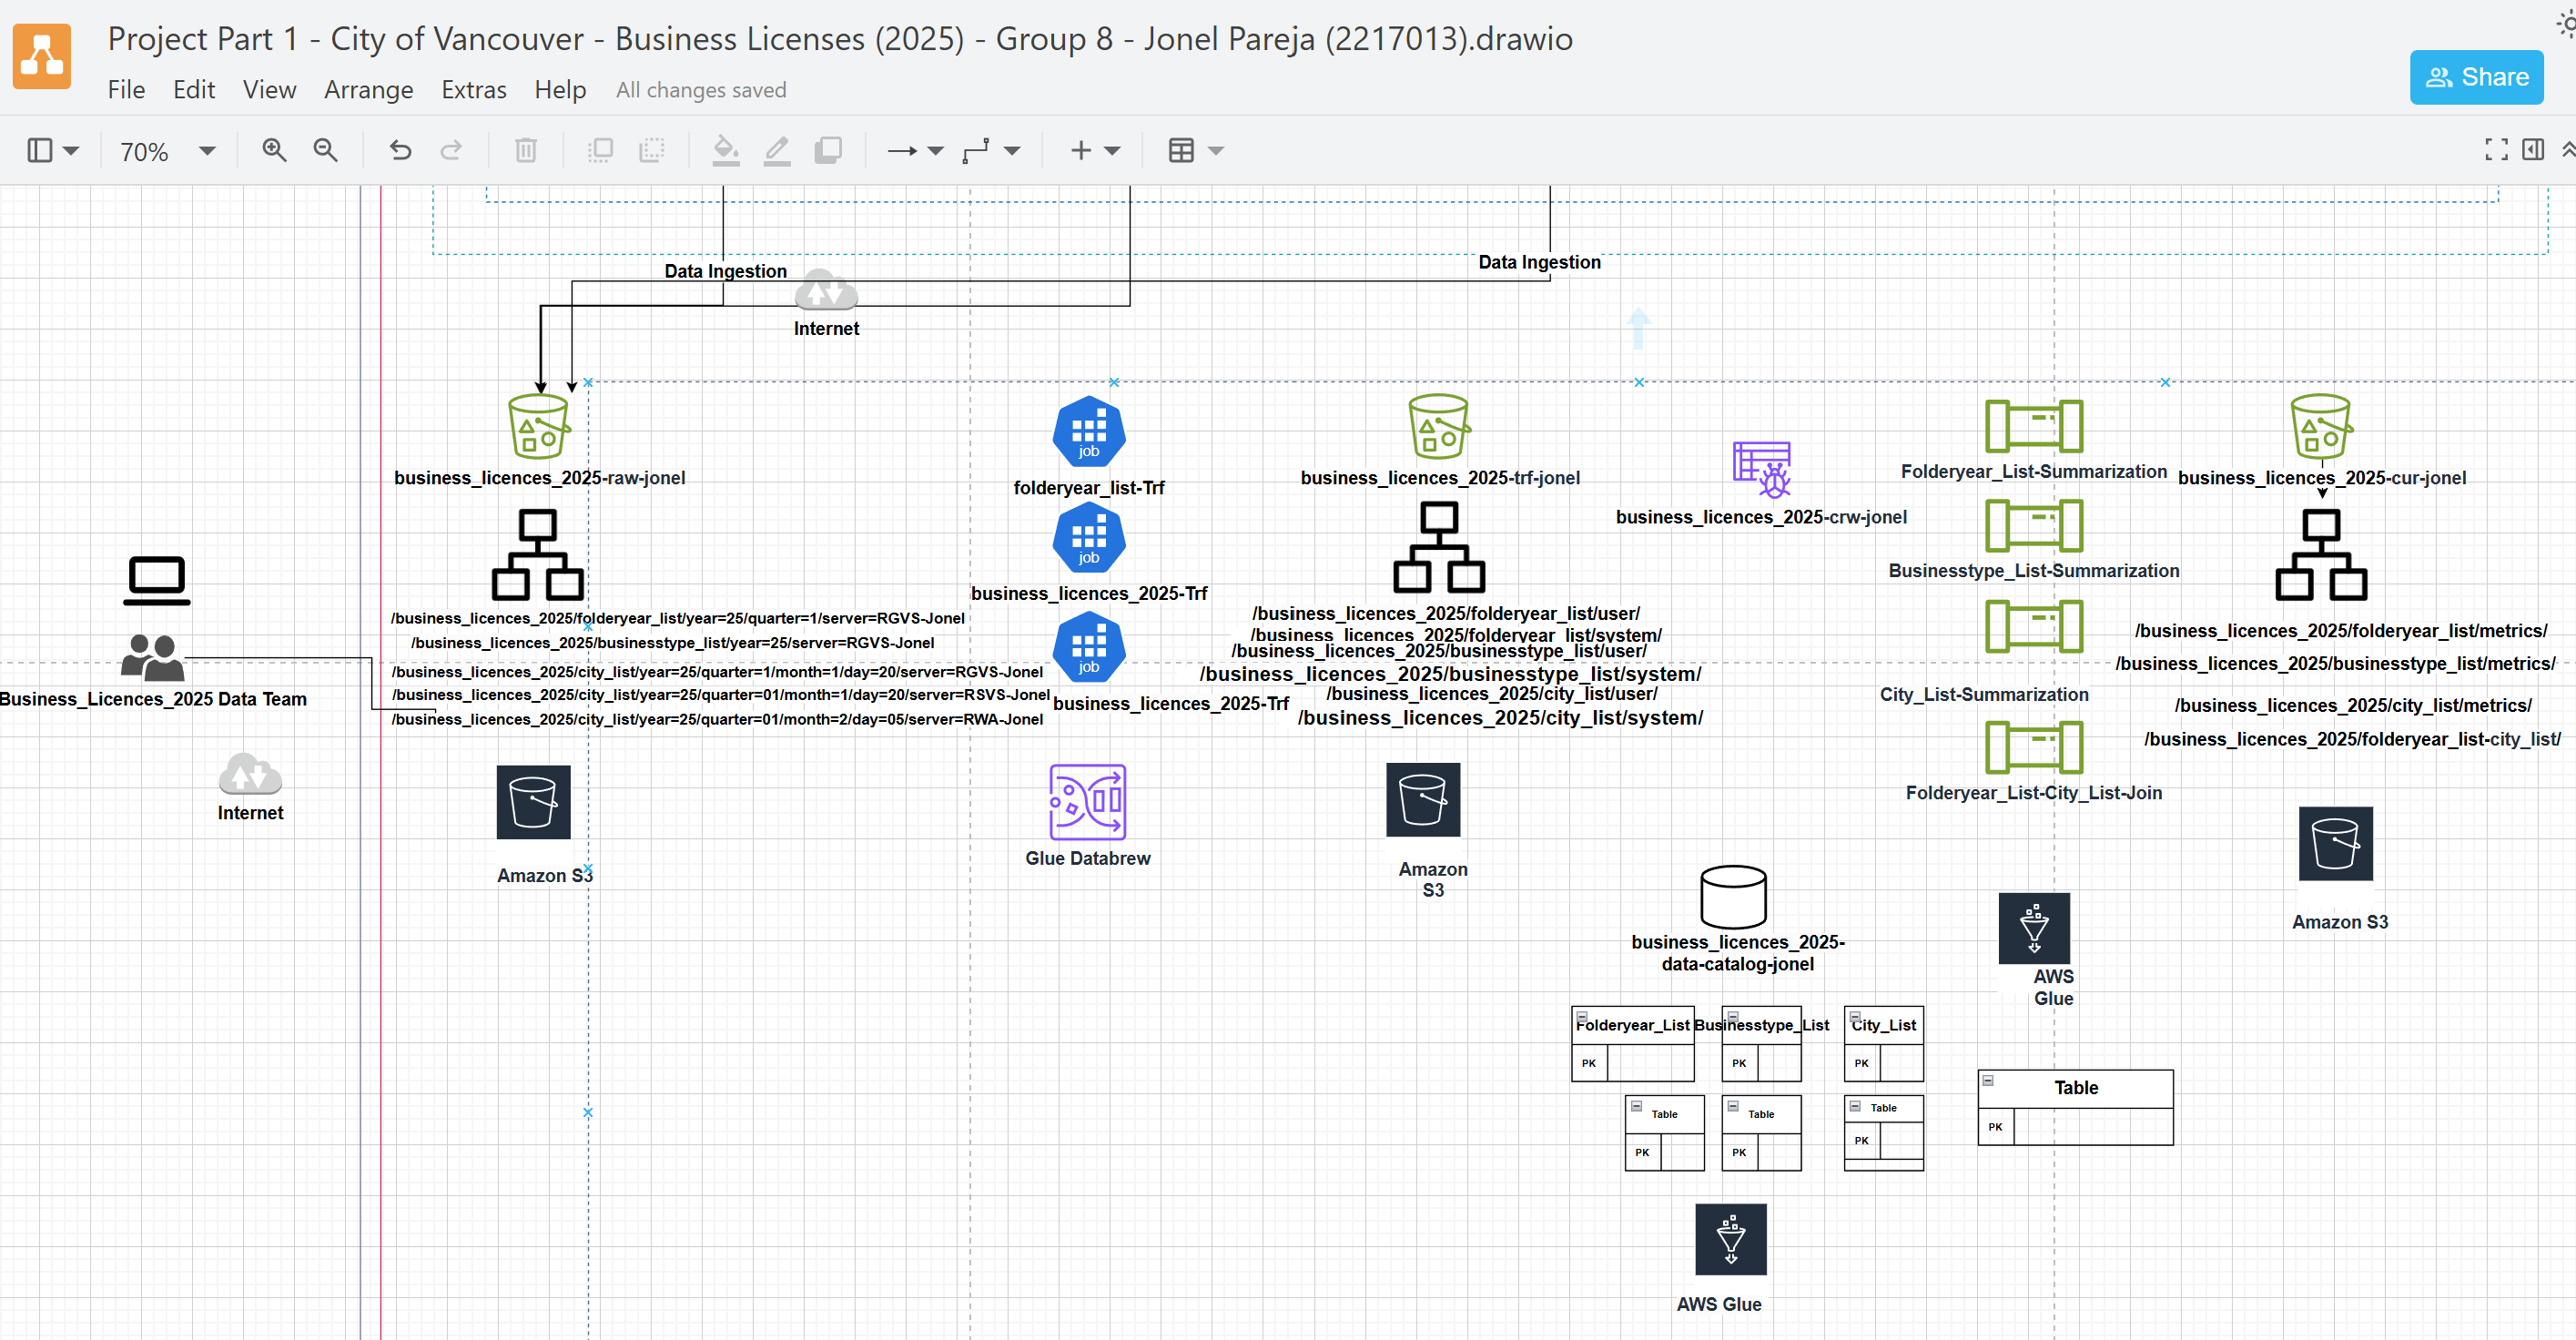 Project Part 1 - City of Vancouver - Business Licenses (2025) - Group 8 - Jonel Pareja (2217013).drawio
File Edit View Arrange Extras Help All changes saved
Share
70%
Data Ingestion
Data Ingestion
Internet
business_licences_2025-raw-jonel
/business_licences_2025/folderyear_list/year=25/quarter=1/server=RGVS-Jonel
/business_licences_2025/businesstype_list/year=25/server=RGVS-Jonel
/business_licences_2025/city_list/year=25/quarter=1/month=1/day=20/server=RGVS-Jonel
/business_licences_2025/city_list/year=25/quarter=01/month=1/day=20/server=RSVS-Jonel
/business_licences_2025/city_list/year=25/quarter=01/month=2/day=05/server=RWA-Jonel
Amazon S3
Business_Licences_2025 Data Team
Internet
job
folderyear_list-Trf
job
business_licences_2025-Trf
job
business_licences_2025-Trf
Glue Databrew
business_licences_2025-trf-jonel
/business_licences_2025/folderyear_list/user/
/business_licences_2025/folderyear_list/system/
/business_licences_2025/businesstype_list/user/
/business_licences_2025/businesstype_list/system/
/business_licences_2025/city_list/user/
/business_licences_2025/city_list/system/
Amazon
S3
business_licences_2025-crw-jonel
business_licences_2025-
data-catalog-jonel
Folderyear_List
PK
Businesstype_List
PK
City_List
PK
Table
PK
Table
PK
Table
PK
AWS Glue
Folderyear_List-Summarization
Businesstype_List-Summarization
City_List-Summarization
Folderyear_List-City_List-Join
AWS
Glue
Table
PK
business_licences_2025-cur-jonel
/business_licences_2025/folderyear_list/metrics/
/business_licences_2025/businesstype_list/metrics/
/business_licences_2025/city_list/metrics/
/business_licences_2025/folderyear_list-city_list/
Amazon S3